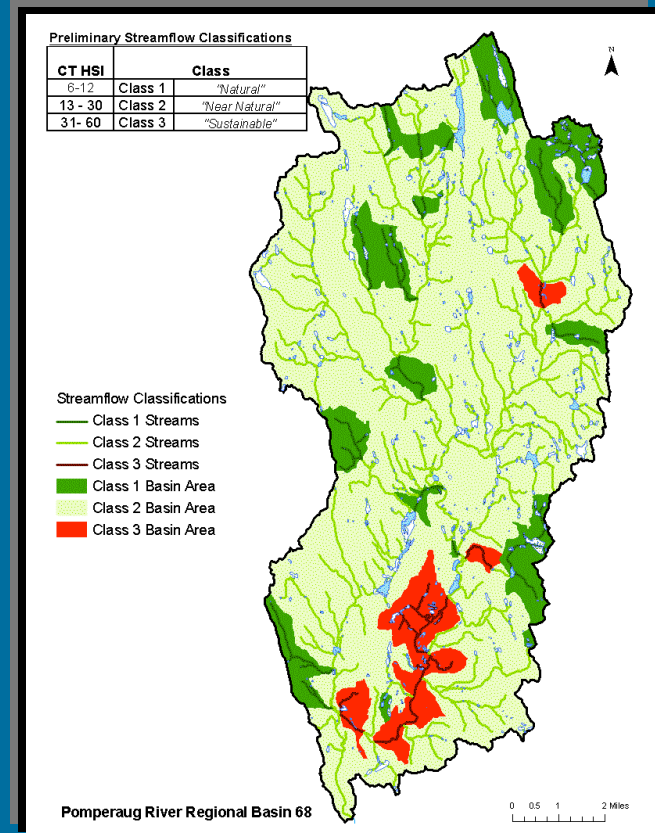 Preliminary Streamflow Classifications
CT HSI Class
6-12 Class 1 "Natural"
13 - 30 Class 2 "Near Natural"
31- 60 Class 3 "Sustainable"
N
Streamflow Classifications
Class 1 Streams
Class 2 Streams
Class 3 Streams
Class 1 Basin Area
Class 2 Basin Area
Class 3 Basin Area
Pomperaug River Regional Basin 68
0 0.5 1 2 Miles